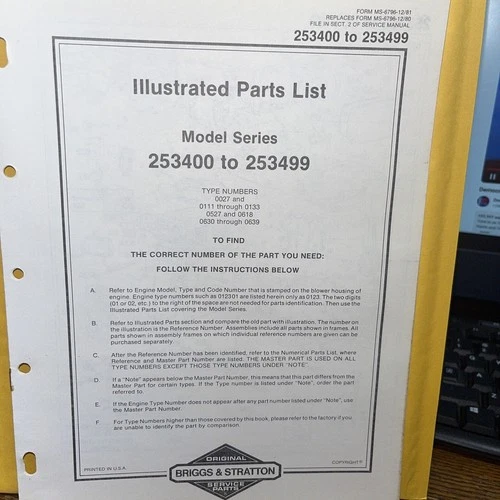 FORM MS-6796-12/81
REPLACES FORM MS-6796-12/80
FILE IN SECT. 2 OF SERVICE MANUAL
253400 to 253499
Illustrated Parts List
Model Series
253400 to 253499
TYPE NUMBERS
0027 and
0111 through 0133
0527 and 0618
0630 through 0639
TO FIND
THE CORRECT NUMBER OF THE PART YOU NEED:
FOLLOW THE INSTRUCTIONS BELOW
A. Refer to Engine Model, Type and Code Number that is stamped on the blower housing of
engine. Engine type numbers such as 0123 01 are listed herein only as 0123. The two digits
(01 or 02, etc.) to the right of the space are not needed for parts identification. Then use the
Illustrated Parts List covering the Model Series.
B. Refer to Illustrated Parts section and compare the old part with illustration. The number on
the illustration is the Reference Number. Assemblies include all parts shown in frames. All
parts shown in assembly frames on which individual reference numbers are given can be
purchased separately.
C. After the Reference Number has been identified, refer to the Numerical Parts List, where
Reference and Master Part Number are listed. THE MASTER PART IS USED ON ALL
TYPE ENGINES EXCEPT THOSE TYPE NUMBERS UNDER "NOTE".
D. If a "Note" appears below the Master Part Number, this means that this part differs from the
Master Part for certain types. If the Type number is listed under "Note", order the part
referred to.
E. If the Engine Type Number does not appear after any part number listed under "Note", use
the Master Part Number.
F. For Type Numbers higher than those covered by this book, please refer to the factory if you
are unable to identify the part by comparison.
ORIGINAL
BRIGGS & STRATTON
SERVICE
PARTS
PRINTED IN U.S.A.
COPYRIGHT©